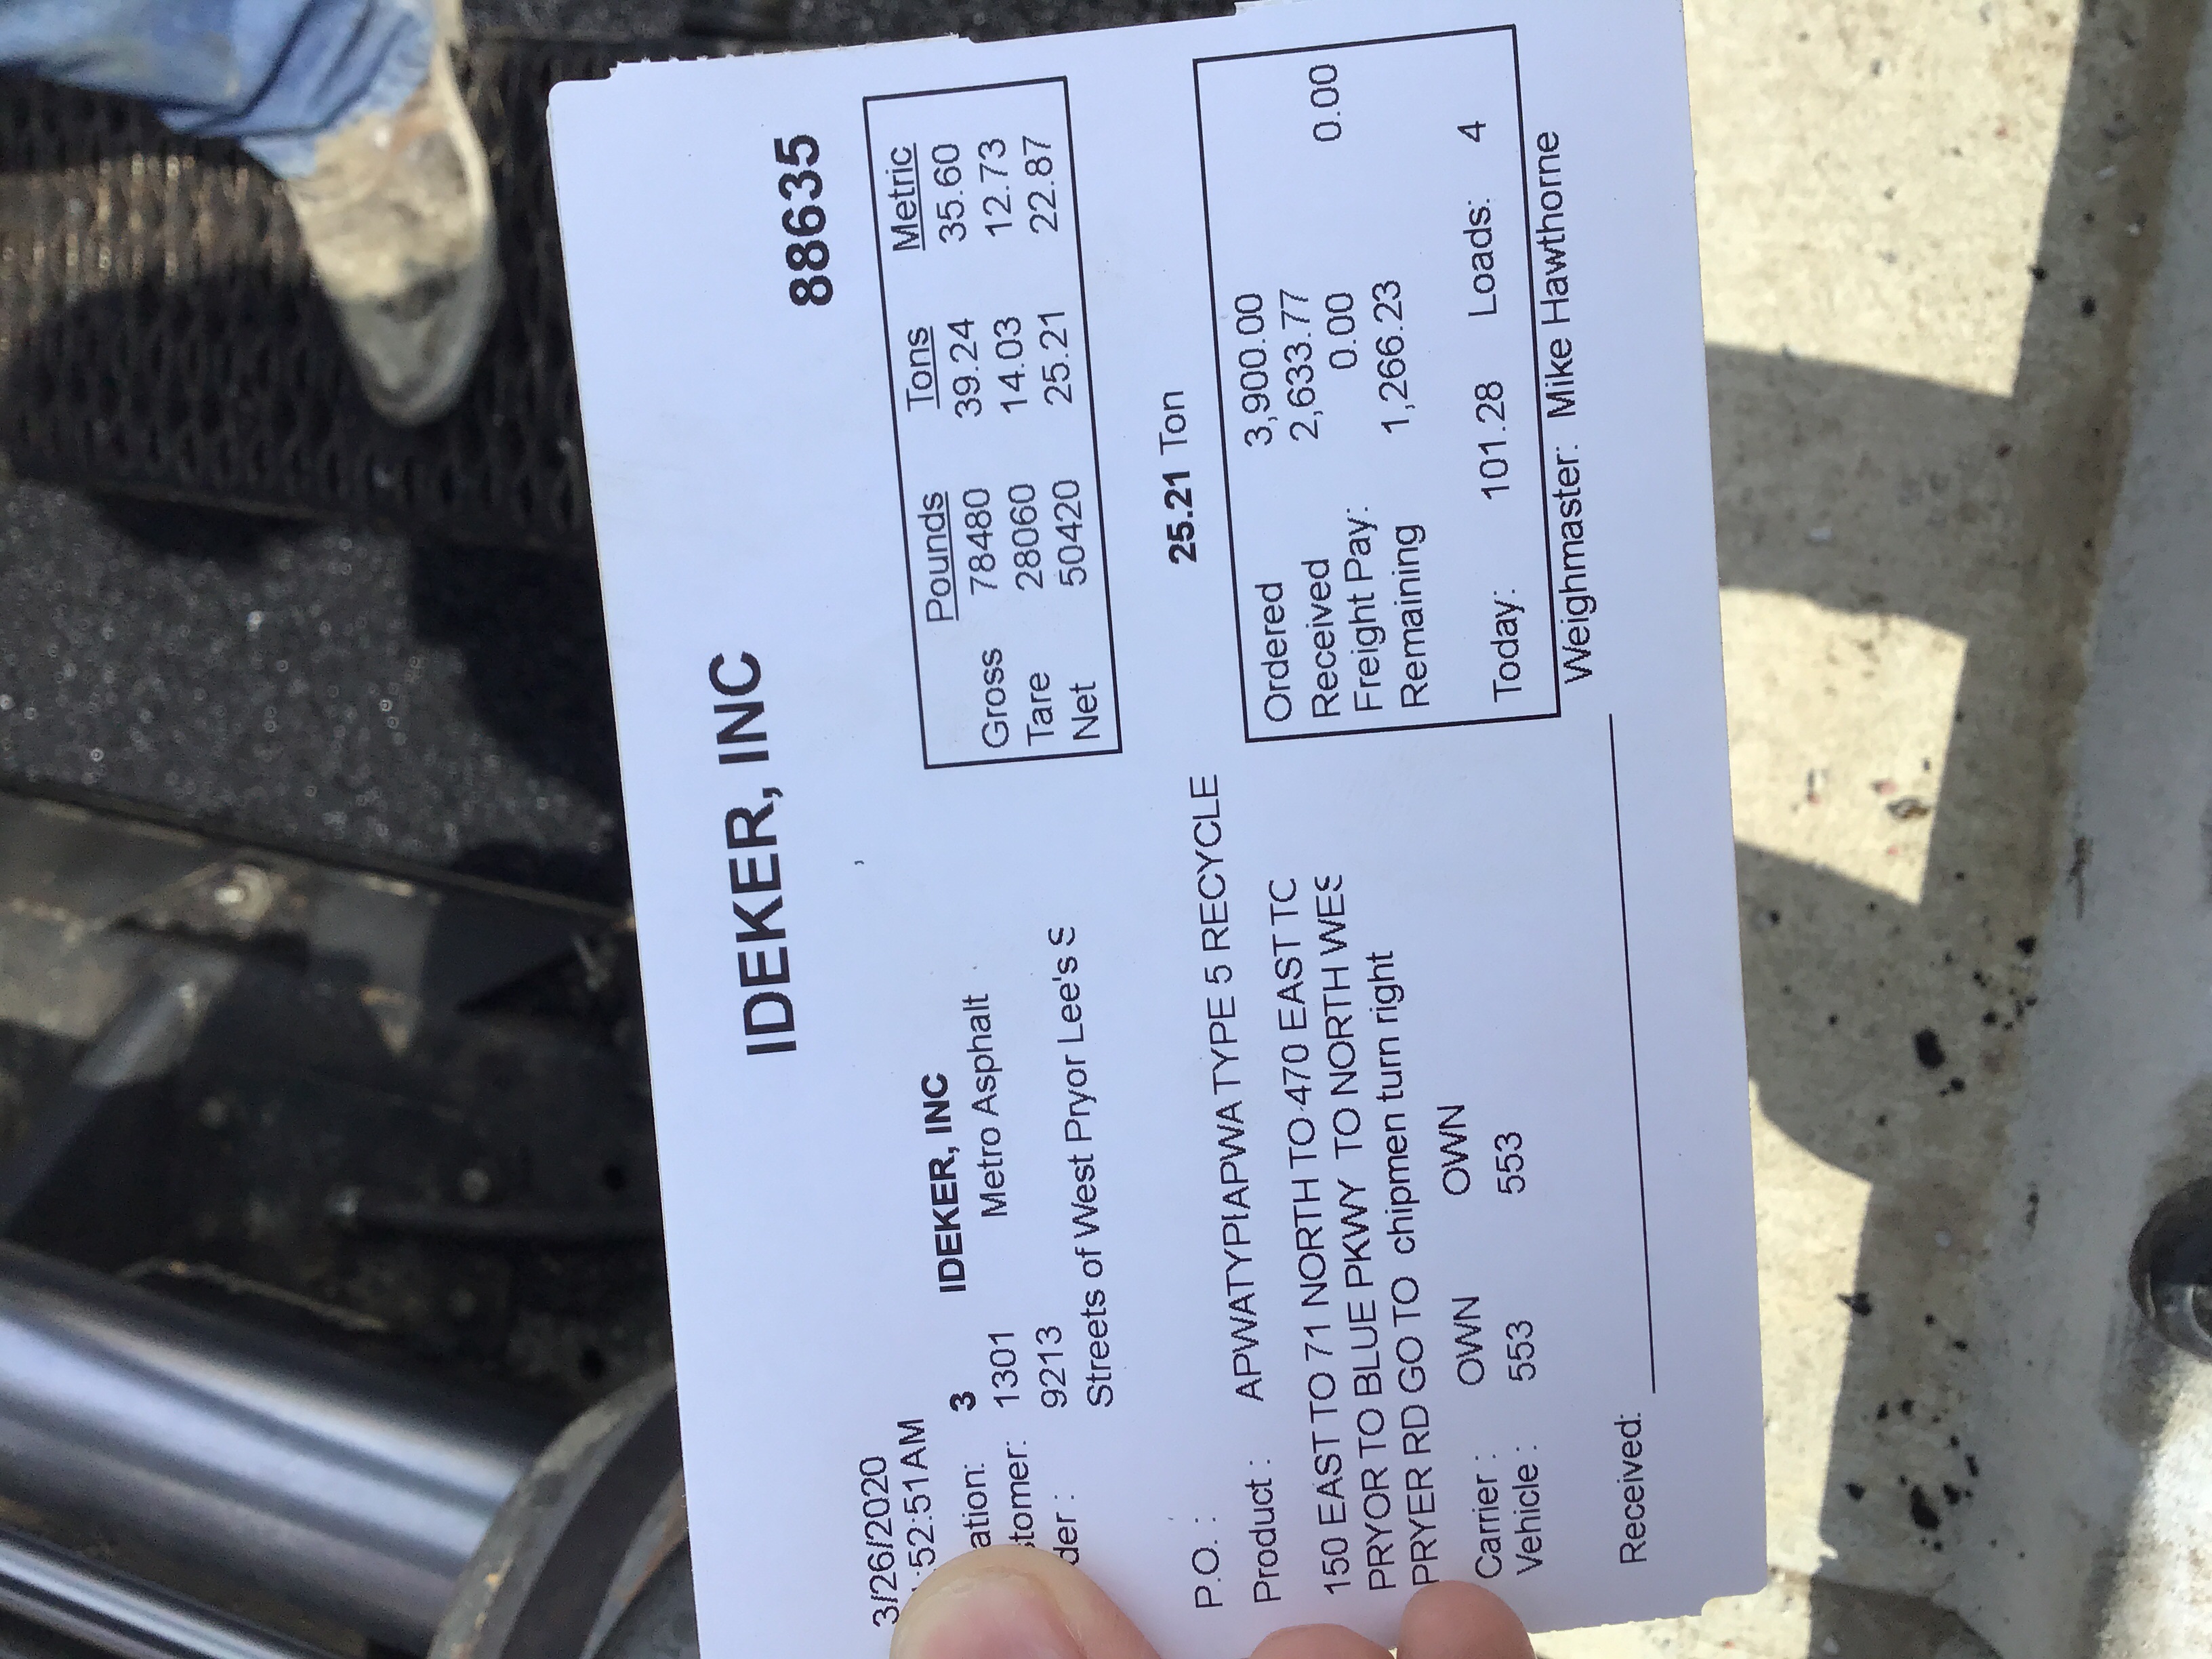 IDEKER, INC
88635
3/26/2020
:52:51AM
ation: 3 IDEKER, INC
stomer: 1301 Metro Asphalt
der : 9213
Streets of West Pryor Lee's S
Pounds Tons Metric
Gross 78480 39.24 35.60
Tare 28060 14.03 12.73
Net 50420 25.21 22.87
P.O. :
25.21 Ton
Product : APWATYPIAPWA TYPE 5 RECYCLE
150 EAST TO 71 NORTH TO 470 EAST TC
PRYOR TO BLUE PKWY TO NORTH WES
PRYER RD GO TO chipmen turn right
Carrier : OWN OWN
Vehicle : 553 553
Ordered 3,900.00
Received 2,633.77 0.00
Freight Pay: 0.00
Remaining 1,266.23
Today: 101.28 Loads: 4
Weighmaster: Mike Hawthorne
Received: